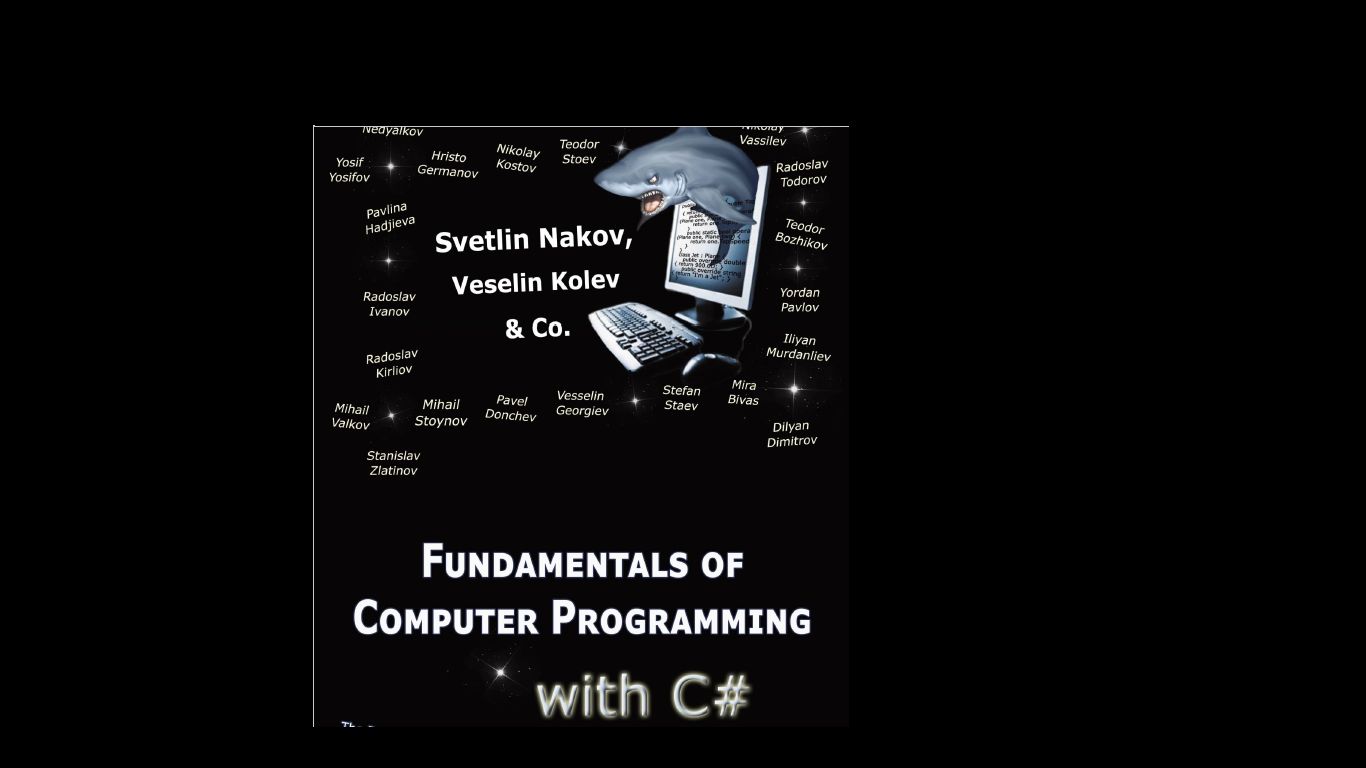 Nedyalkov
Nikolay
Vassilev
Yosif
Yosifov
Hristo
Germanov
Nikolay
Kostov
Teodor
Stoev
Radoslav
Todorov
Pavlina
Hadjieva
Svetlin Nakov,
Veselin Kolev
& Co.
Teodor
Bozhikov
Radoslav
Ivanov
Yordan
Pavlov
Radoslav
Kirliov
Iliyan
Murdanliev
Mihail
Valkov
Mihail
Stoynov
Pavel
Donchev
Vesselin
Georgiev
Stefan
Staev
Mira
Bivas
Dilyan
Dimitrov
Stanislav
Zlatinov
Fundamentals of
Computer Programming
with C#